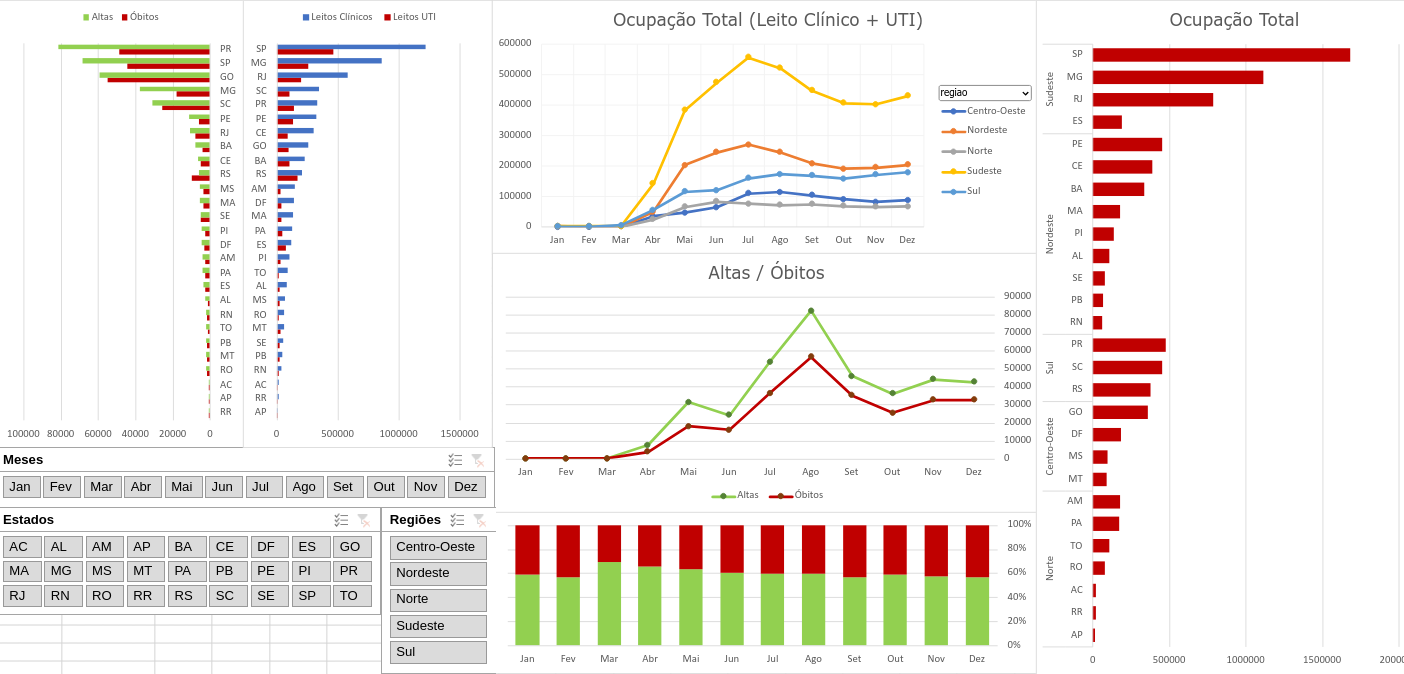 Altas Óbitos
PR
SP
GO
MG
SC
PE
RJ
BA
CE
RS
MS
MA
SE
PI
DF
AM
PA
ES
AL
RN
TO
PB
MT
RO
AC
AP
RR
100000 80000 60000 40000 20000 0
Leitos Clínicos Leitos UTI
SP
MG
RJ
SC
PR
PE
CE
GO
BA
RS
AM
DF
MA
PA
ES
PI
TO
AL
MS
RO
MT
SE
PB
RN
AC
RR
AP
0 500000 1000000 1500000
Meses
Jan Fev Mar Abr Mai Jun Jul Ago Set Out Nov Dez
Estados
AC AL AM AP BA CE DF ES GO
MA MG MS MT PA PB PE PI PR
RJ RN RO RR RS SC SE SP TO
Regiões
Centro-Oeste
Nordeste
Norte
Sudeste
Sul
Ocupação Total (Leito Clínico + UTI)
600000
500000
400000
300000
200000
100000
0
Jan Fev Mar Abr Mai Jun Jul Ago Set Out Nov Dez
regiao
Centro-Oeste
Nordeste
Norte
Sudeste
Sul
Altas / Óbitos
90000
80000
70000
60000
50000
40000
30000
20000
10000
0
Jan Fev Mar Abr Mai Jun Jul Ago Set Out Nov Dez
Altas Óbitos
100%
80%
60%
40%
20%
0%
Jan Fev Mar Abr Mai Jun Jul Ago Set Out Nov Dez
Ocupação Total
Sudeste
SP
MG
RJ
ES
Nordeste
PE
CE
BA
MA
PI
AL
SE
PB
RN
Sul
PR
SC
RS
Centro-Oeste
GO
DF
MS
MT
Norte
AM
PA
TO
RO
AC
RR
AP
0 500000 1000000 1500000 20000